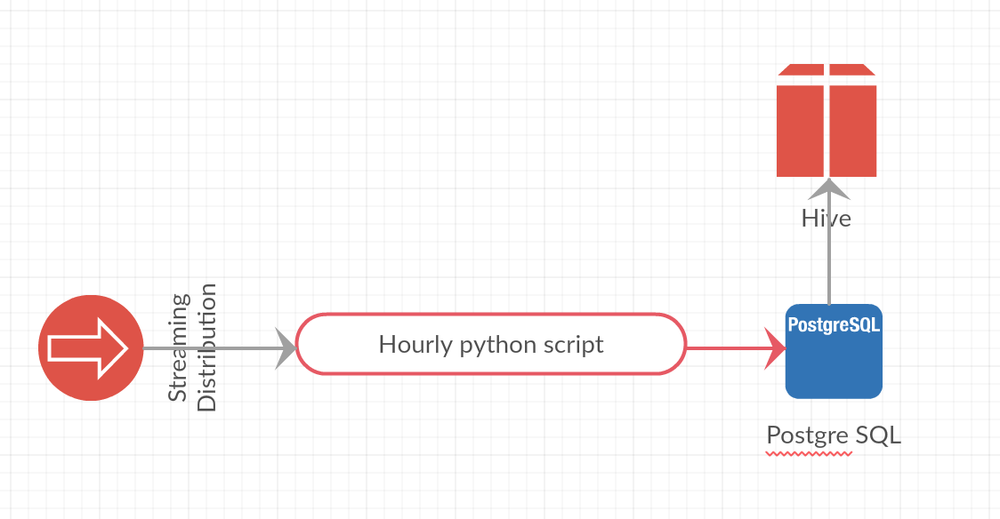 Hive
Streaming
Distribution
Hourly python script
PostgreSQL
Postgre SQL